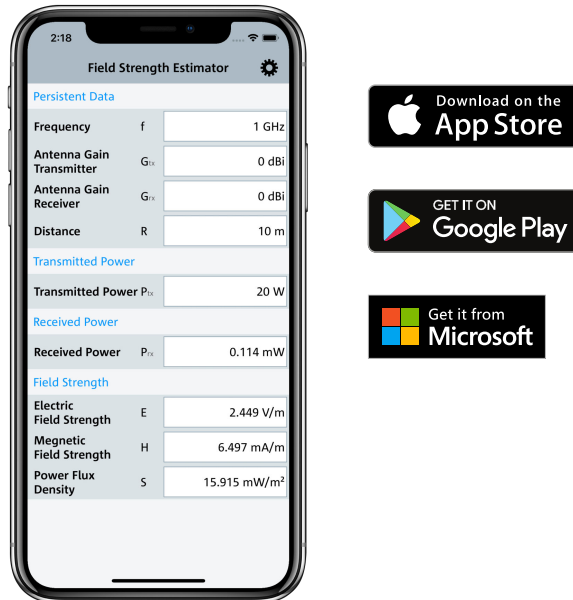 2:18
Field Strength Estimator
Persistent Data
Frequency f 1 GHz
Antenna Gain
Transmitter Gtx 0 dBi
Antenna Gain
Receiver Grx 0 dBi
Distance R 10 m
Transmitted Power
Transmitted Power Ptx 20 W
Received Power
Received Power Prx 0.114 mW
Field Strength
Electric
Field Strength E 2.449 V/m
Megnetic
Field Strength H 6.497 mA/m
Power Flux
Density S 15.915 mW/m²
Download on the
App Store
GET IT ON
Google Play
Get it from
Microsoft